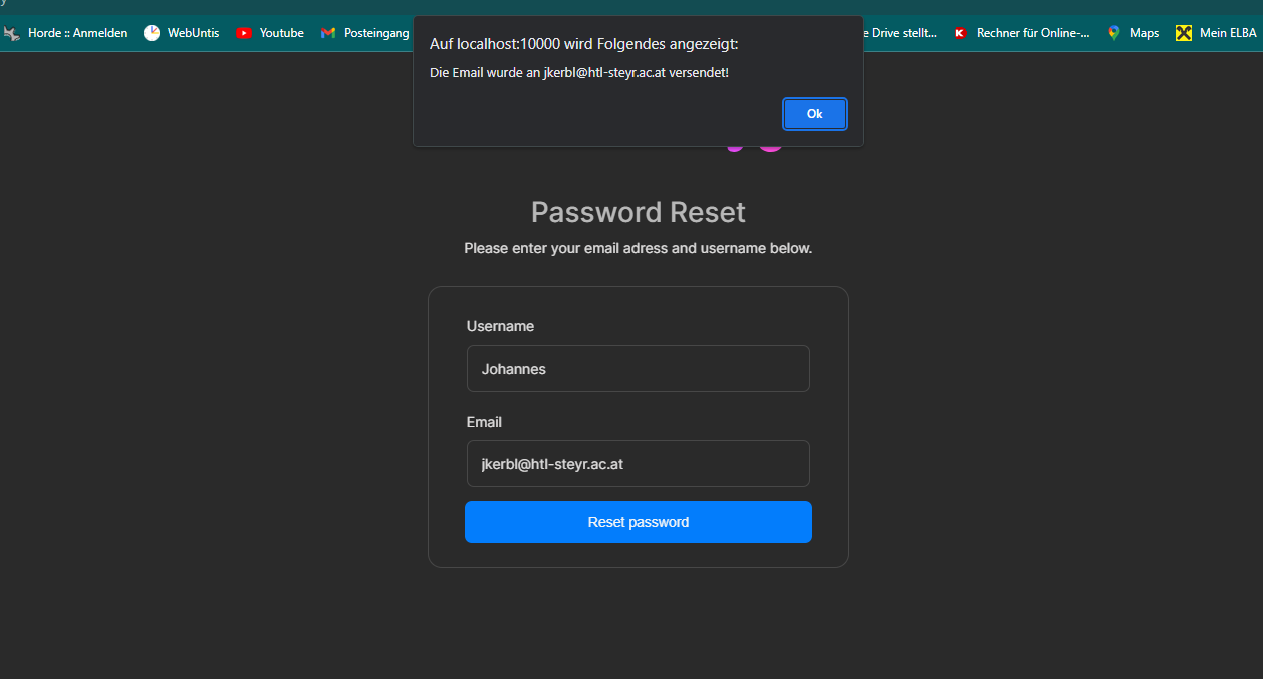 Horde :: Anmelden WebUntis Youtube Posteingang e Drive stellt... Rechner für Online-... Maps Mein ELBA
Auf localhost:10000 wird Folgendes angezeigt:
Die Email wurde an jkerbl@htl-steyr.ac.at versendet!
Ok
Password Reset
Please enter your email adress and username below.
Username
Johannes
Email
jkerbl@htl-steyr.ac.at
Reset password